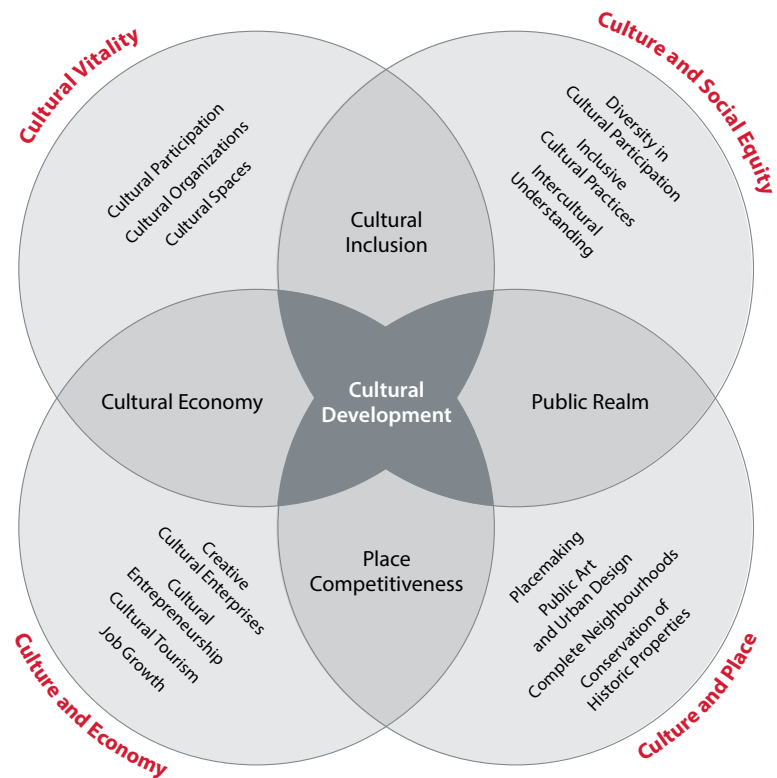 Cultural Vitality
Cultural Participation
Cultural Organizations
Cultural Spaces
Culture and Social Equity
Diversity in
Cultural Participation
Inclusive
Cultural Practices
Intercultural
Understanding
Cultural
Inclusion
Cultural Economy
Cultural
Development
Public Realm
Place
Competitiveness
Creative
Cultural Enterprises
Cultural
Entrepreneurship
Cultural Tourism
Job Growth
Culture and Economy
Placemaking
Public Art
and Urban Design
Complete Neighbourhoods
Conservation of
Historic Properties
Culture and Place